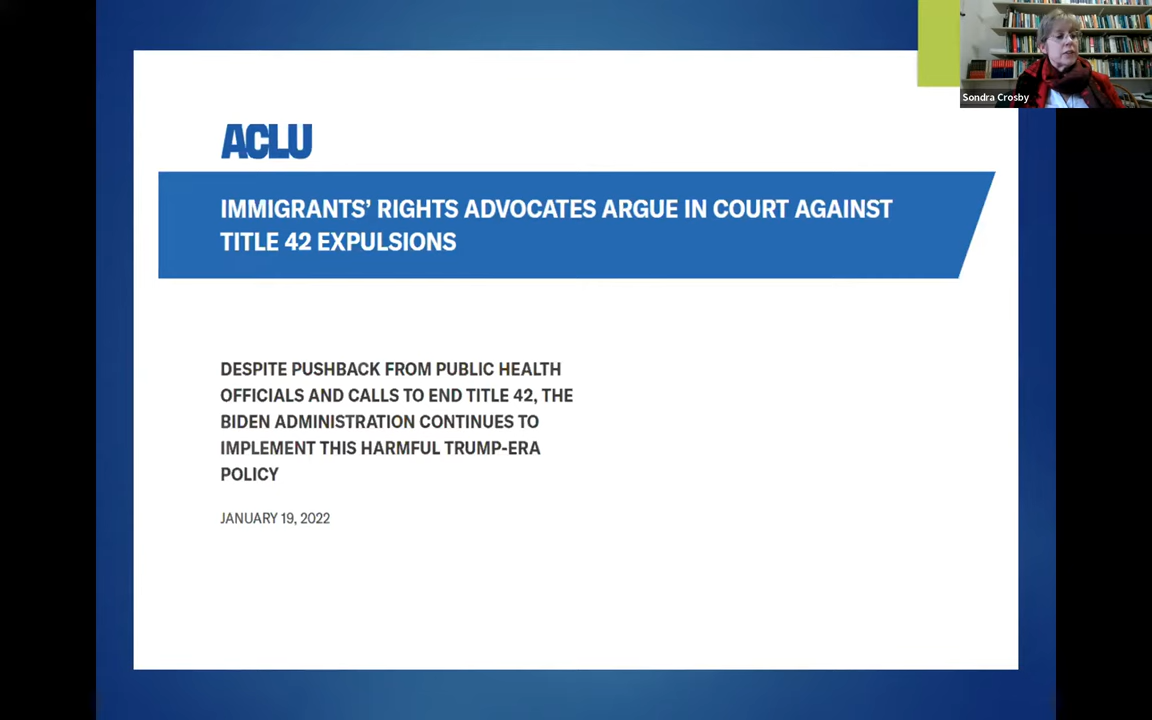 Sondra Crosby
ACLU
IMMIGRANTS’ RIGHTS ADVOCATES ARGUE IN COURT AGAINST
TITLE 42 EXPULSIONS
DESPITE PUSHBACK FROM PUBLIC HEALTH
OFFICIALS AND CALLS TO END TITLE 42, THE
BIDEN ADMINISTRATION CONTINUES TO
IMPLEMENT THIS HARMFUL TRUMP-ERA
POLICY
JANUARY 19, 2022